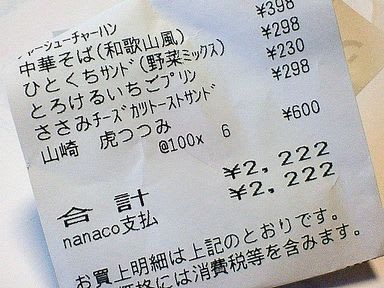 チャーシューチャーハン
中華そば(和歌山風) ¥398
ひとくちサンド(野菜ミックス) ¥298
とろけるいちごプリン ¥230
ささみチーズカツトーストサンド ¥298
山崎 虎つつみ
@100x 6 ¥600
合 計 ¥2,222
nanaco支払 ¥2,222
お買上明細は上記のとおりです。
価格には消費税等を含みます。